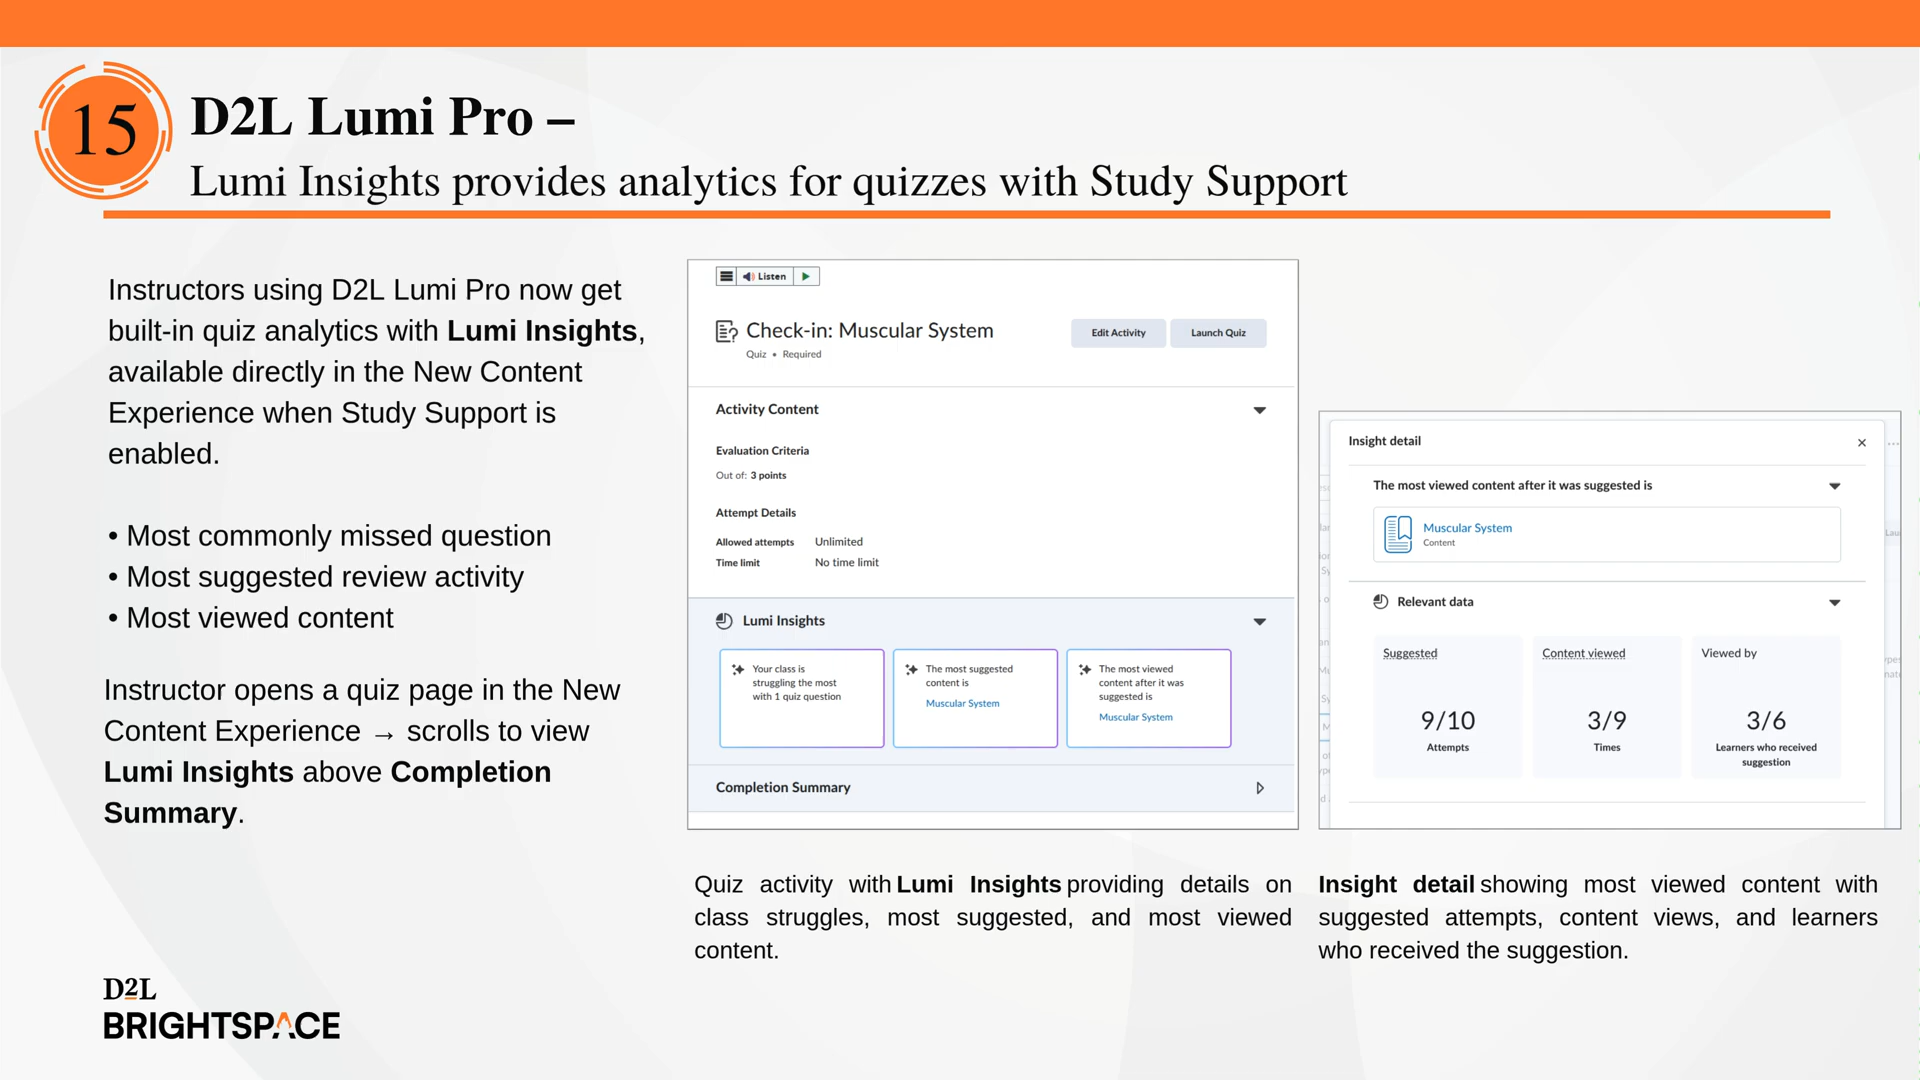 15
D2L Lumi Pro –
Lumi Insights provides analytics for quizzes with Study Support
Instructors using D2L Lumi Pro now get
built-in quiz analytics with Lumi Insights,
available directly in the New Content
Experience when Study Support is
enabled.
• Most commonly missed question
• Most suggested review activity
• Most viewed content
Instructor opens a quiz page in the New
Content Experience → scrolls to view
Lumi Insights above Completion
Summary.
Listen
Check-in: Muscular System
Quiz • Required
Edit Activity
Launch Quiz
Activity Content
Evaluation Criteria
Out of: 3 points
Attempt Details
Allowed attempts Unlimited
Time limit No time limit
Lumi Insights
Your class is
struggling the most
with 1 quiz question
The most suggested
content is
Muscular System
The most viewed
content after it was
suggested is
Muscular System
Completion Summary
Insight detail
The most viewed content after it was suggested is
Muscular System
Content
Relevant data
Suggested
9/10
Attempts
Content viewed
3/9
Times
Viewed by
3/6
Learners who received
suggestion
Quiz activity with Lumi Insights providing details on
class struggles, most suggested, and most viewed
content.
Insight detail showing most viewed content with
suggested attempts, content views, and learners
who received the suggestion.
D2L
BRIGHTSPACE